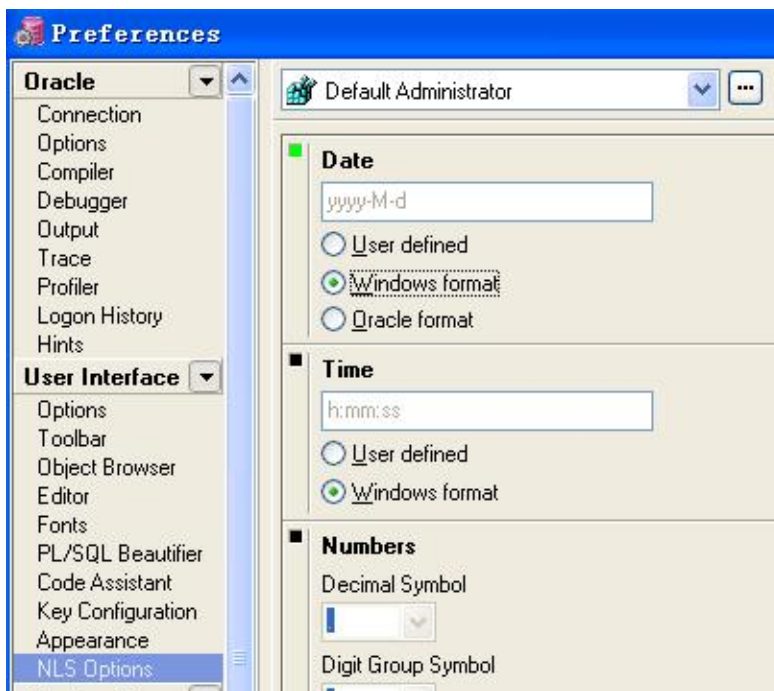 Preferences
Oracle
Connection
Options
Compiler
Debugger
Output
Trace
Profiler
Logon History
Hints
User Interface
Options
Toolbar
Object Browser
Editor
Fonts
PL/SQL Beautifier
Code Assistant
Key Configuration
Appearance
NLS Options
Default Administrator
...
Date
yyyy-M-d
User defined
Windows format
Oracle format
Time
h:mm:ss
User defined
Windows format
Numbers
Decimal Symbol
.
Digit Group Symbol